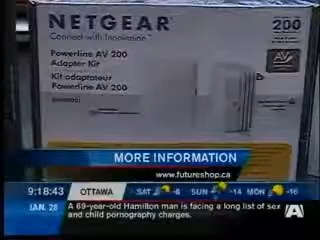 NETGEAR
Connect with Innovation™
200
Powerline AV 200
Adapter Kit
AV
Kit adaptateur
Powerline AV 200
MORE INFORMATION
www.futureshop.ca
9:18:43 OTTAWA SAT -6 SUN -14 MON -16
JAN. 28 A 69-year-old Hamilton man is facing a long list of sex
and child pornography charges.
A